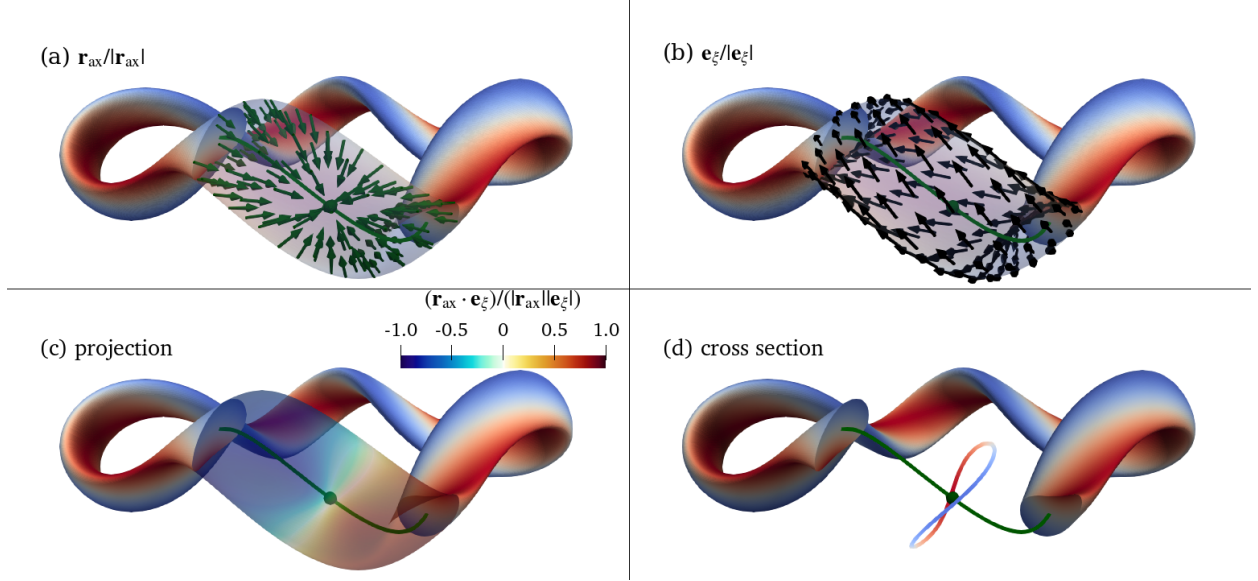 (a) r_ax/|r_ax|
(b) e_ξ/|e_ξ|
(r_ax · e_ξ)/(|r_ax||e_ξ|)
-1.0 -0.5 0 0.5 1.0
(c) projection
(d) cross section